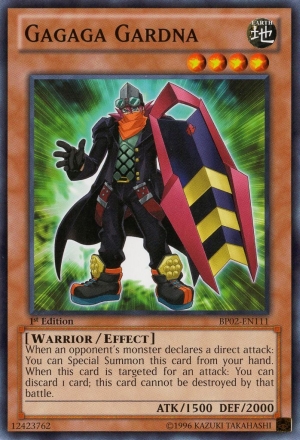 Gagaga Gardna
EARTH
地
1st Edition
BP02-EN111
[WARRIOR / EFFECT]
When an opponent's monster declares a direct attack:
You can Special Summon this card from your hand.
When this card is targeted for an attack: You can
discard 1 card; this card cannot be destroyed by that
battle.
ATK/1500 DEF/2000
12423762
©1996 KAZUKI TAKAHASHI